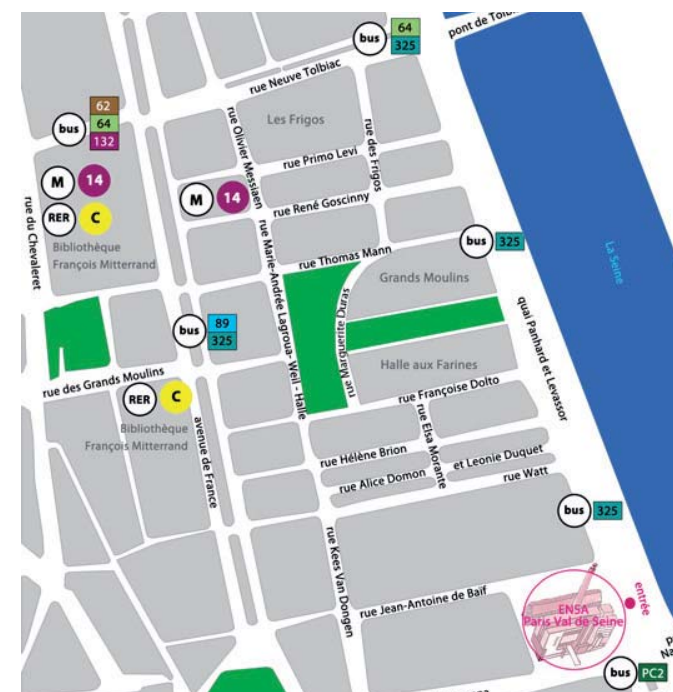 pont de Tolbi
bus
64
325
rue Neuve Tolbiac
62
64
132
bus
Les Frigos
rue Olivier Messiaen
rue des Frigos
rue Primo Levi
M
14
M
14
rue René Goscinny
RER
C
rue du Chevaleret
Bibliothèque
François Mitterrand
rue Thomas Mann
bus
325
La Seine
Grands Moulins
rue Marie-Andrée Lagroua- Weil - Halle
rue Marguerite Duras
quai Panhard et Levassor
bus
89
325
Halle aux Farines
rue des Grands Moulins
RER
C
rue Françoise Dolto
Bibliothèque
François Mitterrand
avenue de France
rue Elsa Morante
rue Hélène Brion
et Leonie Duquet
rue Alice Domon
rue Watt
bus
325
rue Kees Van Dongen
rue Jean-Antoine de Baïf
ENSA
Paris Val de Seine
entrée
bus
PC2